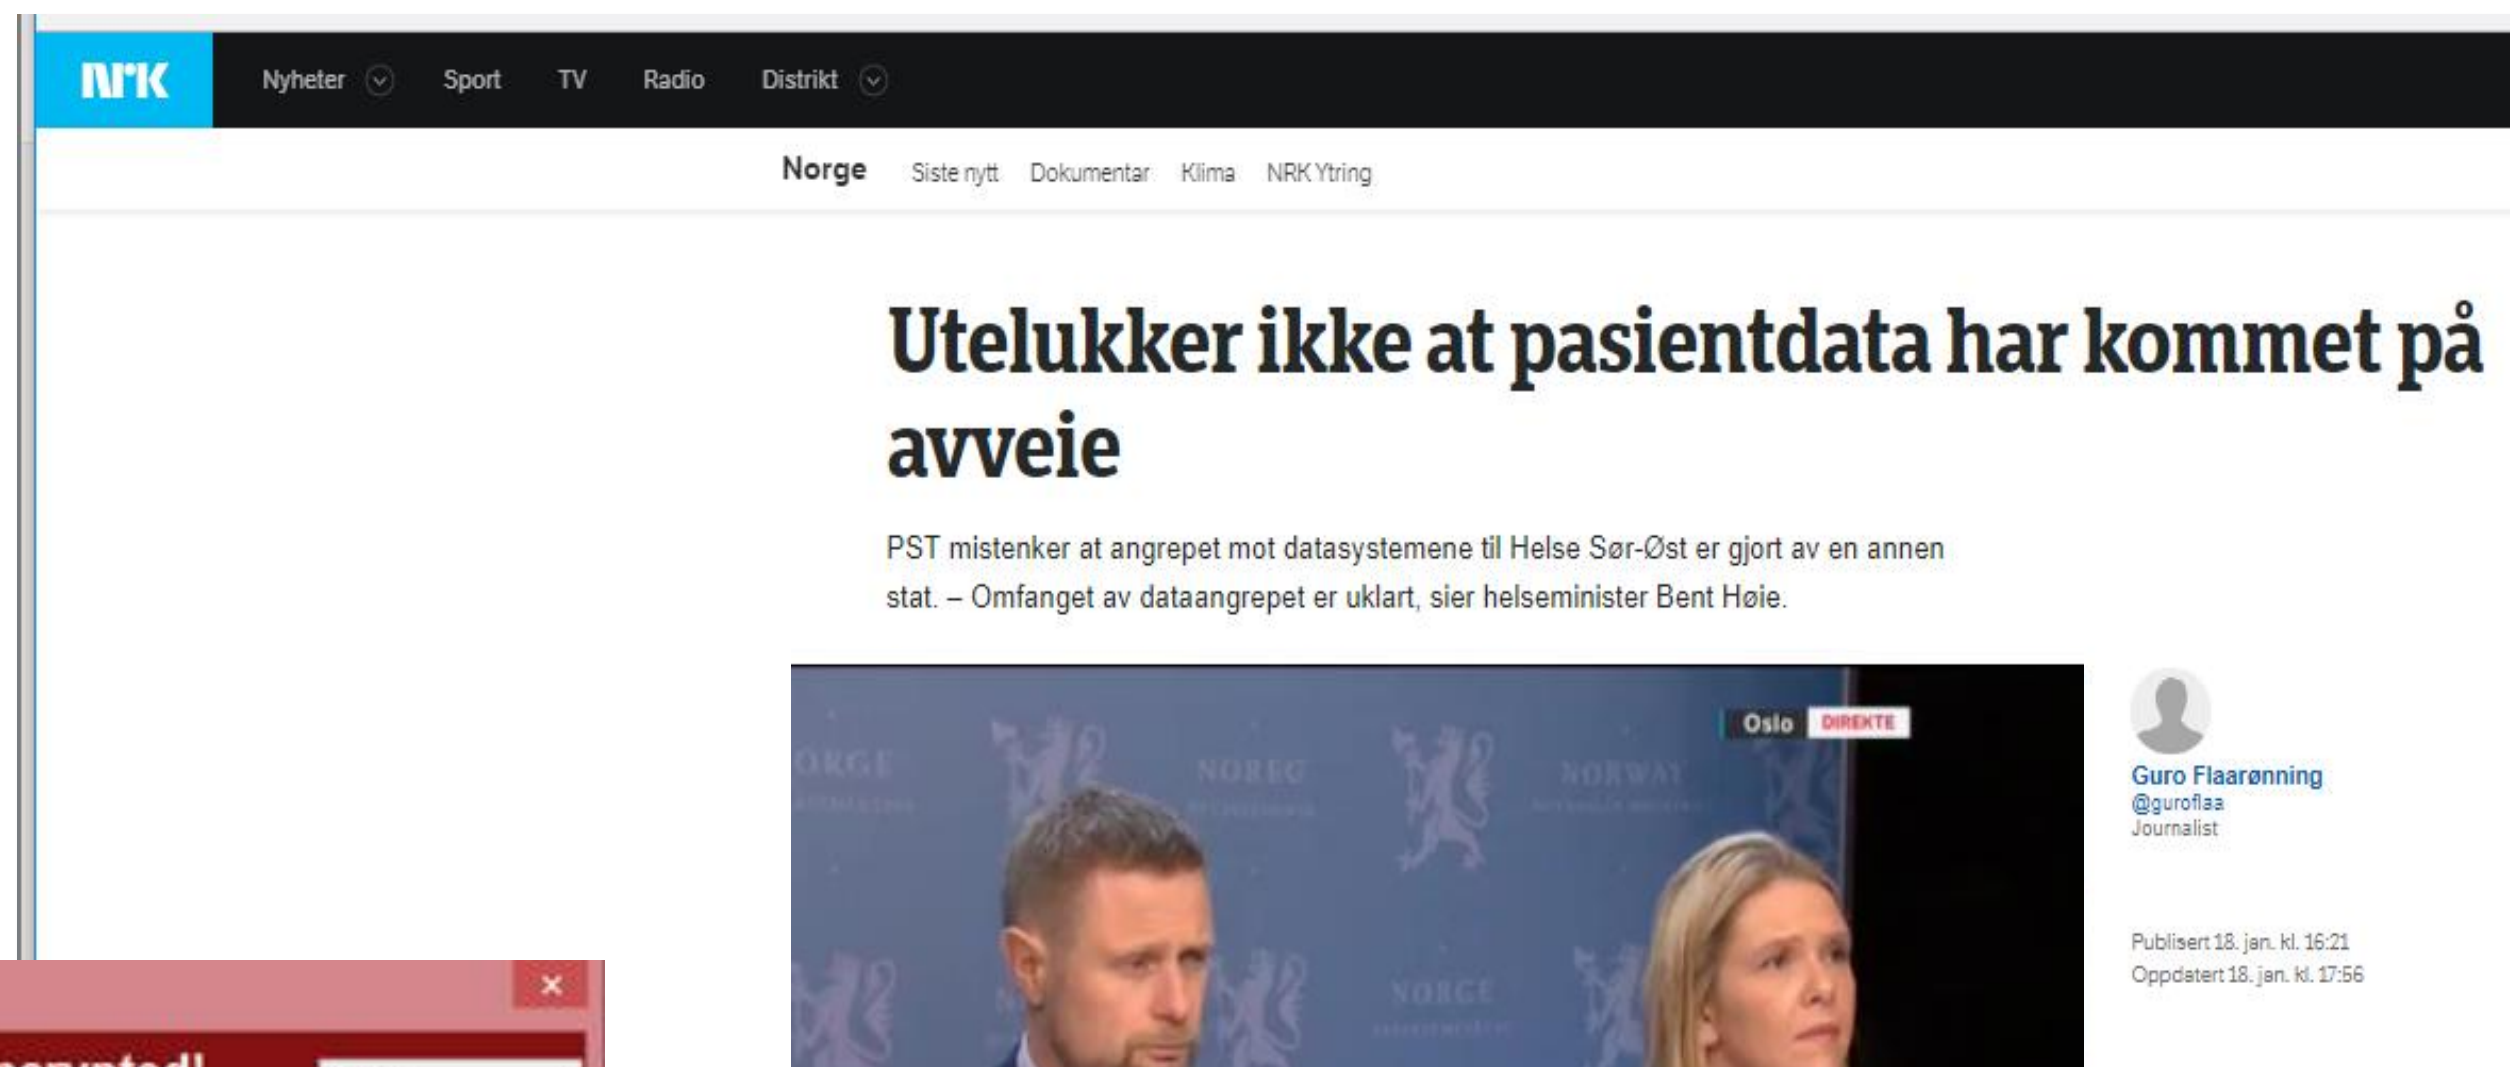 NrK Nyheter Sport TV Radio Distrikt
Norge Siste nytt Dokumentar Klima NRK Ytring
Utelukker ikke at pasientdata har kommet på
avveie
PST mistenker at angrepet mot datasystemene til Helse Sør-Øst er gjort av en annen
stat. – Omfanget av dataangrepet er uklart, sier helseminister Bent Høie.
Oslo DIREKTE
NOREG
NORWAY
NORGE
Guro Flaarønning
@guroflaa
Journalist
Publisert 18. jan. kl. 16:21
Oppdatert 18. jan. kl. 17:56